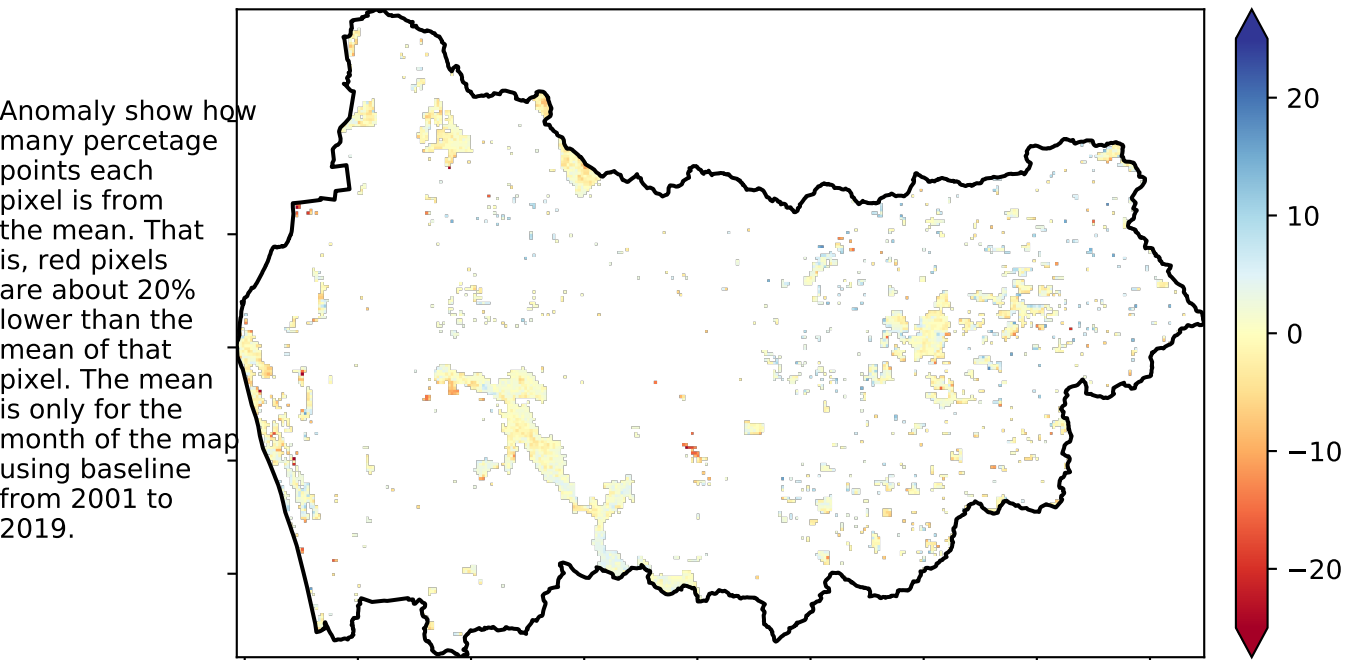 Anomaly show how
many percetage
points each
pixel is from
the mean. That
is, red pixels
are about 20%
lower than the
mean of that
pixel. The mean
is only for the
month of the map
using baseline
from 2001 to
2019.
20
10
0
−10
−20